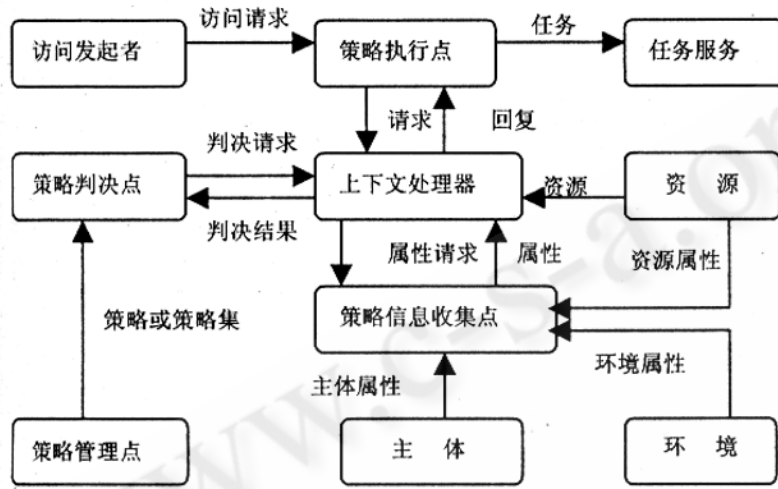 访问发起者
访问请求
策略执行点
任务
任务服务
请求
回复
策略判决点
判决请求
判决结果
上下文处理器
资源
资 源
属性请求
属性
资源属性
策略或策略集
策略信息收集点
主体属性
环境属性
策略管理点
主 体
环 境
www.c-s-a.or